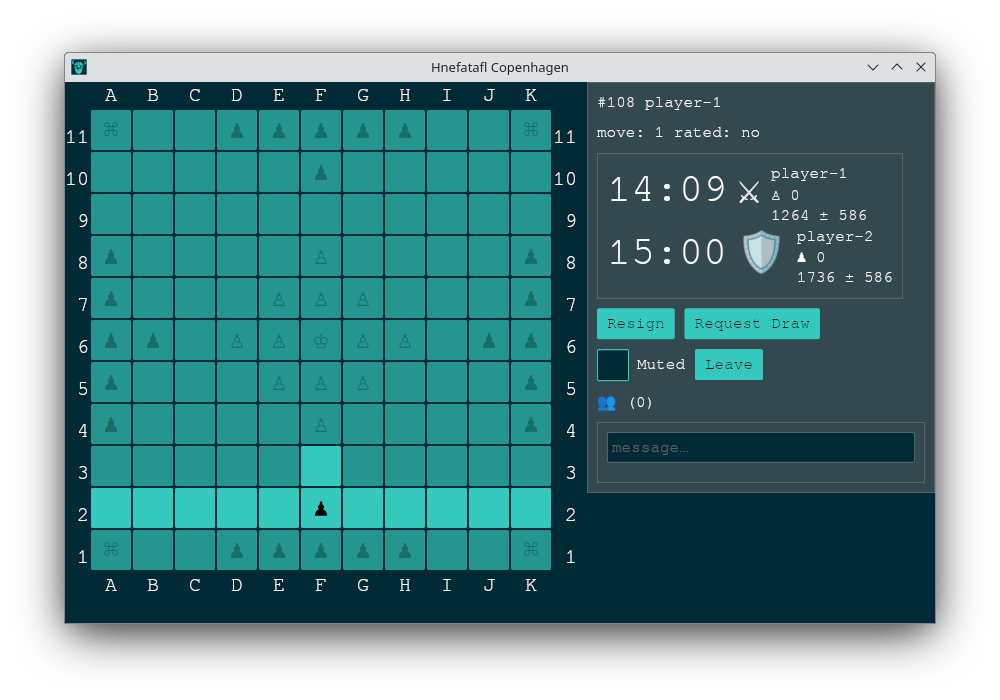 Hnefatafl Copenhagen
A B C D E F G H I J K
11 ⌘ ♟ ♟ ♟ ♟ ♟ ⌘ 11
10 ♟ 10
9 9
8 ♟ ♙ ♟ 8
7 ♟ ♙ ♙ ♙ ♟ 7
6 ♟ ♟ ♙ ♙ ♔ ♙ ♙ ♟ ♟ 6
5 ♟ ♙ ♙ ♙ ♟ 5
4 ♟ ♙ ♟ 4
3 3
2 ♟ 2
1 ⌘ ♟ ♟ ♟ ♟ ♟ ⌘ 1
A B C D E F G H I J K
#108 player-1
move: 1 rated: no
14:09 ⚔ player-1
♙ 0
1264 ± 586
15:00 🛡 player-2
♟ 0
1736 ± 586
Resign Request Draw
Muted Leave
👥 (0)
message…